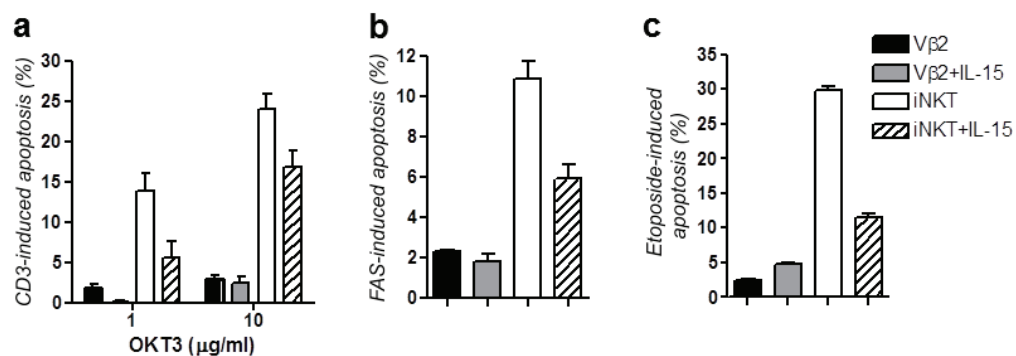 a
CD3-induced apoptosis (%)
30
25
20
15
10
5
0
1
10
OKT3 (μg/ml)
b
FAS-induced apoptosis (%)
12
10
8
6
4
2
0
c
Etoposide-induced
apoptosis (%)
35
30
25
20
15
10
5
0
Vβ2
Vβ2+IL-15
iNKT
iNKT+IL-15